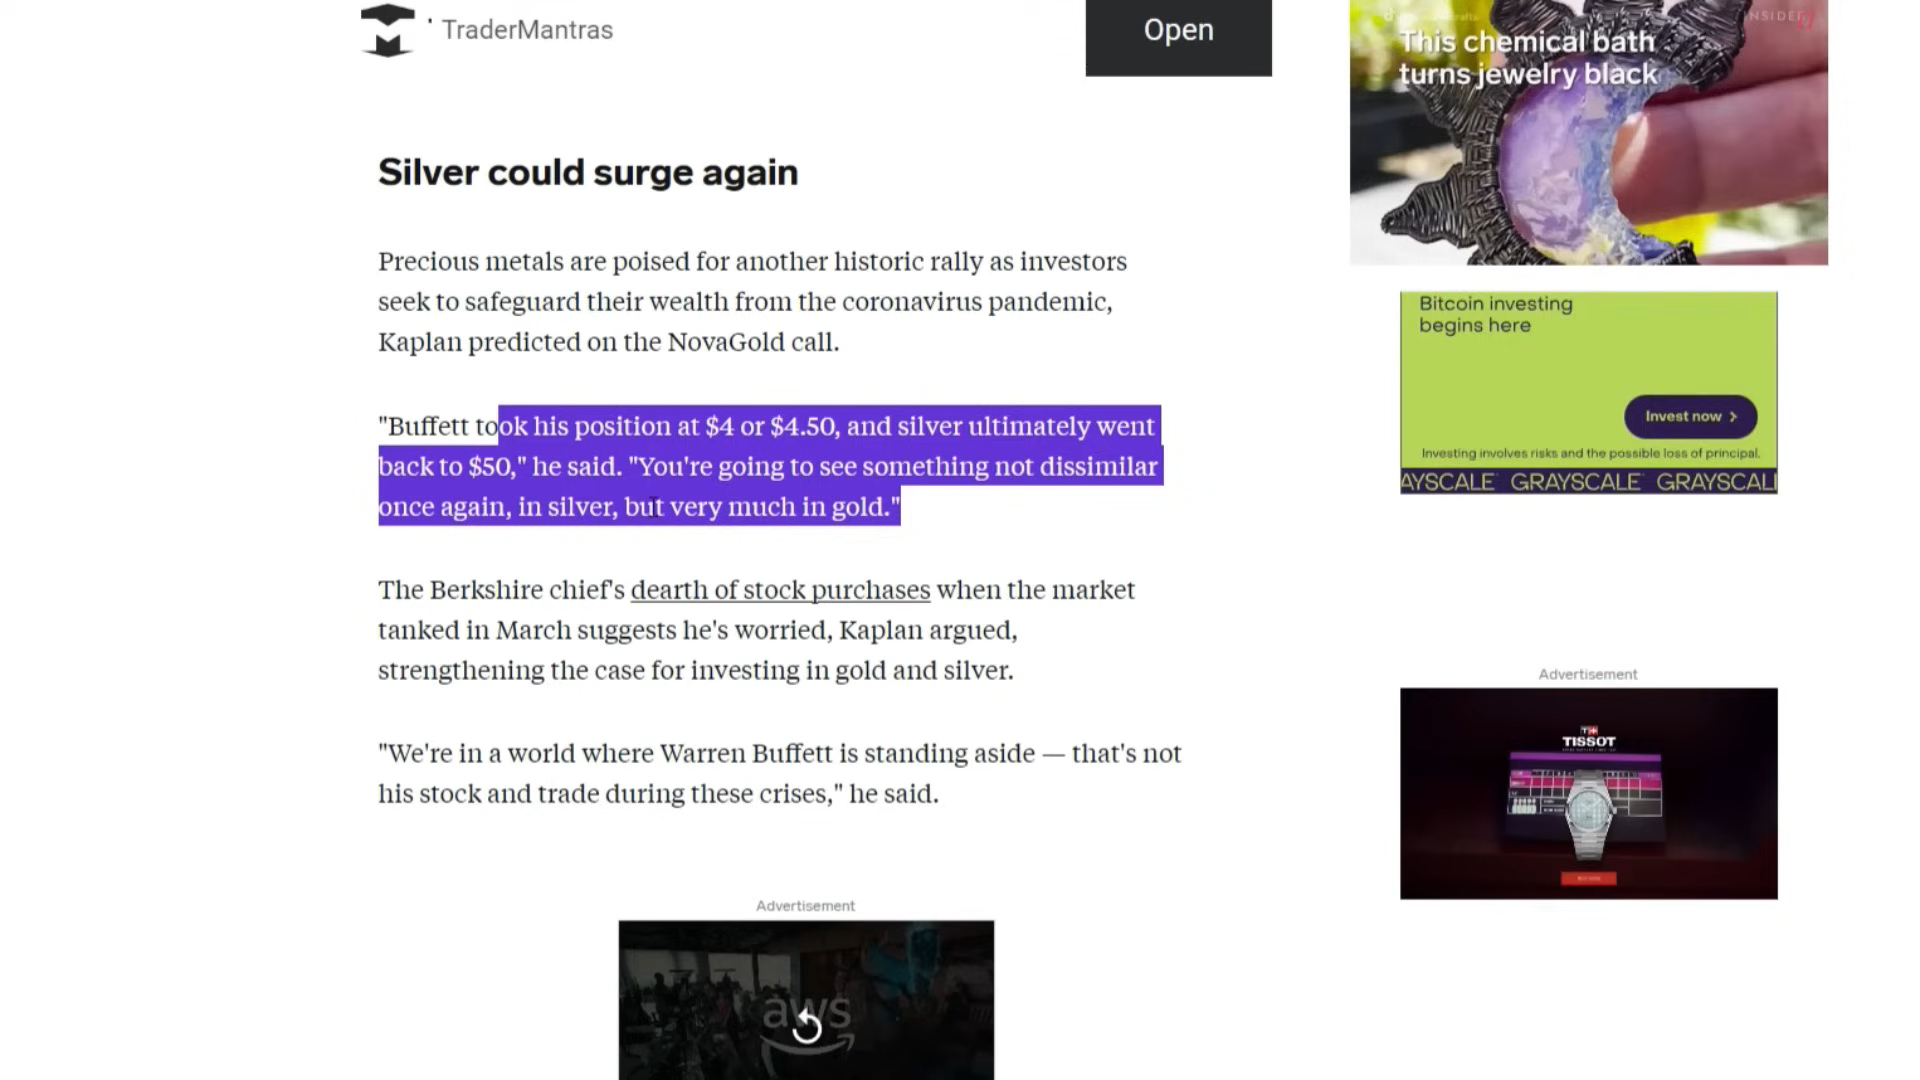 TraderMantras
Open
This chemical bath
turns jewelry black
INSIDER
Silver could surge again
Precious metals are poised for another historic rally as investors
seek to safeguard their wealth from the coronavirus pandemic,
Kaplan predicted on the NovaGold call.
"Buffett took his position at $4 or $4.50, and silver ultimately went
back to $50," he said. "You're going to see something not dissimilar
once again, in silver, but very much in gold."
The Berkshire chief's dearth of stock purchases when the market
tanked in March suggests he's worried, Kaplan argued,
strengthening the case for investing in gold and silver.
"We're in a world where Warren Buffett is standing aside — that's not
his stock and trade during these crises," he said.
Advertisement
aws
Bitcoin investing
begins here
Invest now >
Investing involves risks and the possible loss of principal.
AYSCALE GRAYSCALE GRAYSCAL
Advertisement
TISSOT